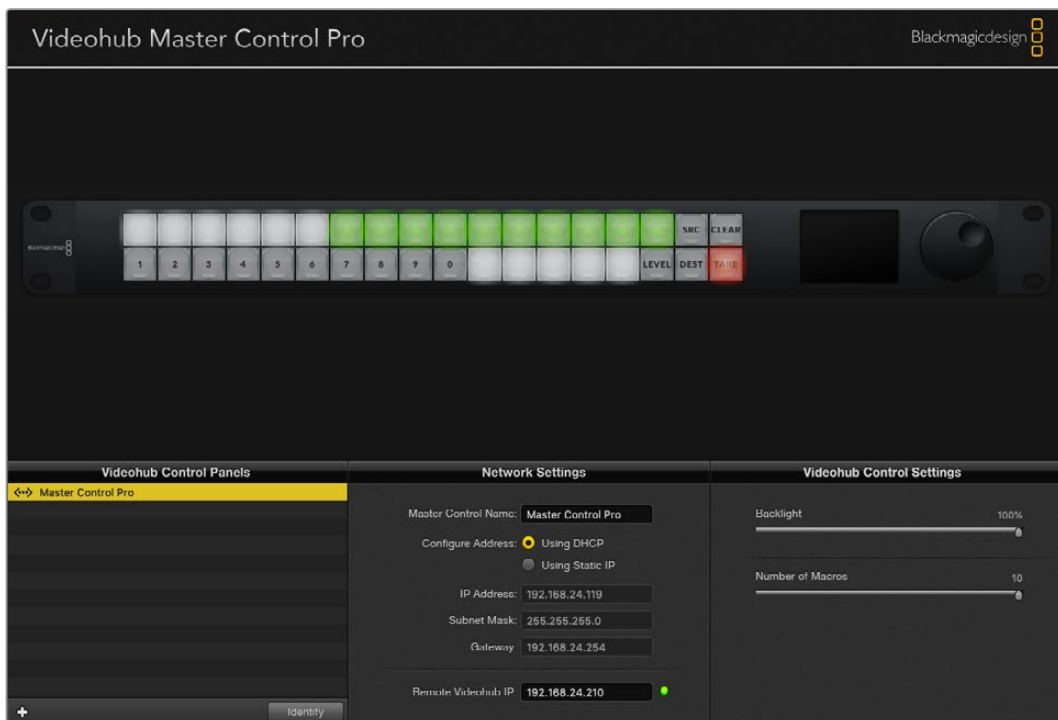 Videohub Master Control Pro
Blackmagicdesign
SRC CLEAR
Blackmagicdesign
1 2 3 4 5 6 7 8 9 0 LEVEL DEST TAKE
Videohub Control Panels
Master Control Pro
Identify
Network Settings
Master Control Name: Master Control Pro
Configure Address: Using DHCP
Using Static IP
IP Address: 192.168.24.119
Subnet Mask: 255.255.255.0
Gateway 192.168.24.254
Remote Videohub IP 192.168.24.210
Videohub Control Settings
Backlight 100%
Number of Macros 10